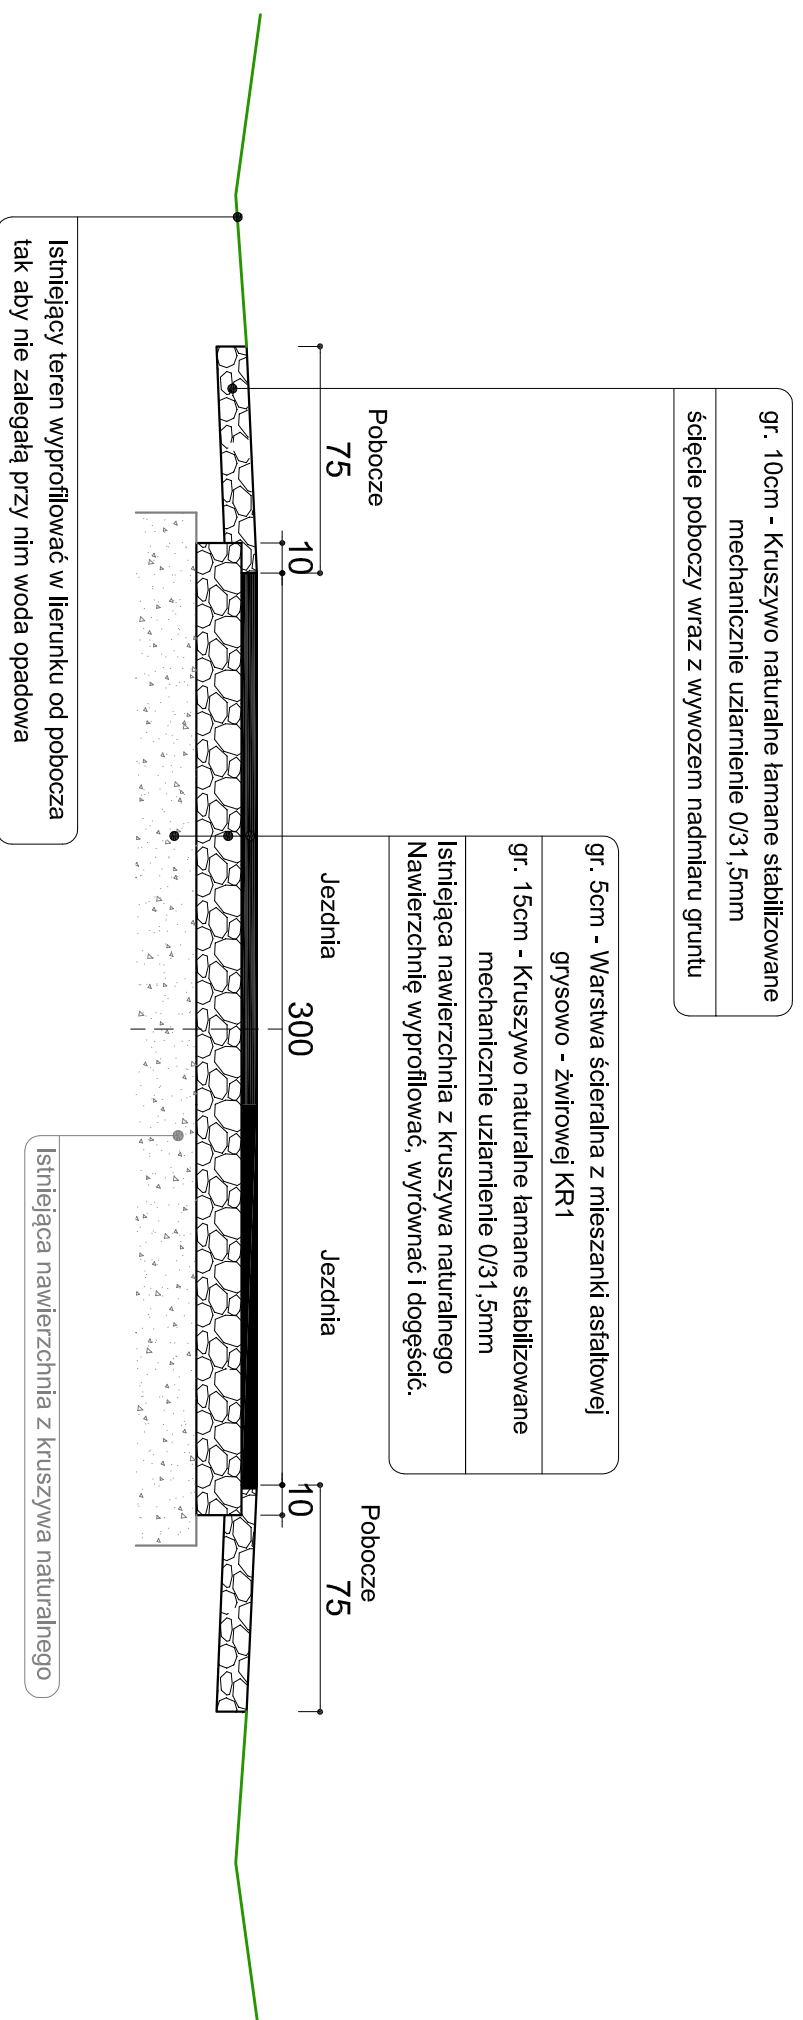 gr. 10cm - Kruszywo naturalne łamane stabilizowane
mechanicznie uziarnienie 0/31,5mm
ścięcie poboczy wraz z wywozem nadmiaru gruntu
gr. 5cm - Warstwa ścieralna z mieszanki asfaltowej
grysowo - żwirowej KR1
gr. 15cm - Kruszywo naturalne łamane stabilizowane
mechanicznie uziarnienie 0/31,5mm
Istniejąca nawierzchnia z kruszywa naturalnego
Nawierzchnię wyprofilować, wyrównać i dogęścić.
Pobocze
75
10
Jezdnia
300
Jezdnia
10
Pobocze
75
Istniejący teren wyprofilować w lierunku od pobocza
tak aby nie zalegałą przy nim woda opadowa
Istniejąca nawierzchnia z kruszywa naturalnego